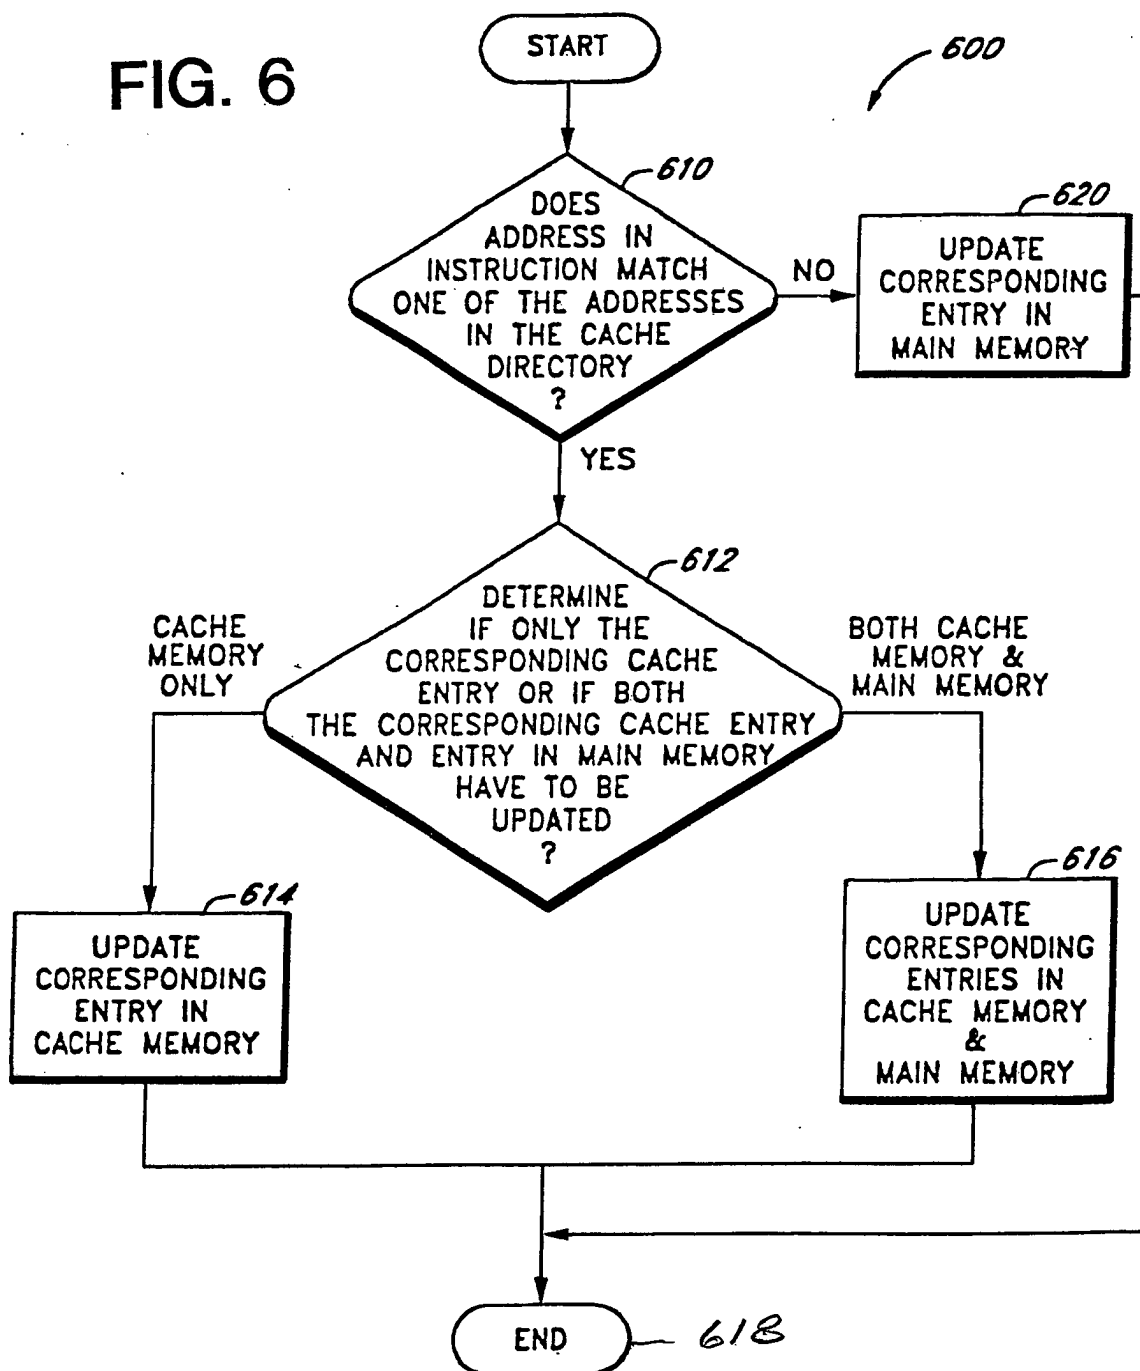 FIG. 6
START
600
610
DOES
ADDRESS IN
INSTRUCTION MATCH
ONE OF THE ADDRESSES
IN THE CACHE
DIRECTORY
?
NO
620
UPDATE
CORRESPONDING
ENTRY IN
MAIN MEMORY
YES
612
DETERMINE
IF ONLY THE
CORRESPONDING CACHE
ENTRY OR IF BOTH
THE CORRESPONDING CACHE ENTRY
AND ENTRY IN MAIN MEMORY
HAVE TO BE
UPDATED
?
CACHE
MEMORY
ONLY
BOTH CACHE
MEMORY &
MAIN MEMORY
614
UPDATE
CORRESPONDING
ENTRY IN
CACHE MEMORY
616
UPDATE
CORRESPONDING
ENTRIES IN
CACHE MEMORY
&
MAIN MEMORY
END
618